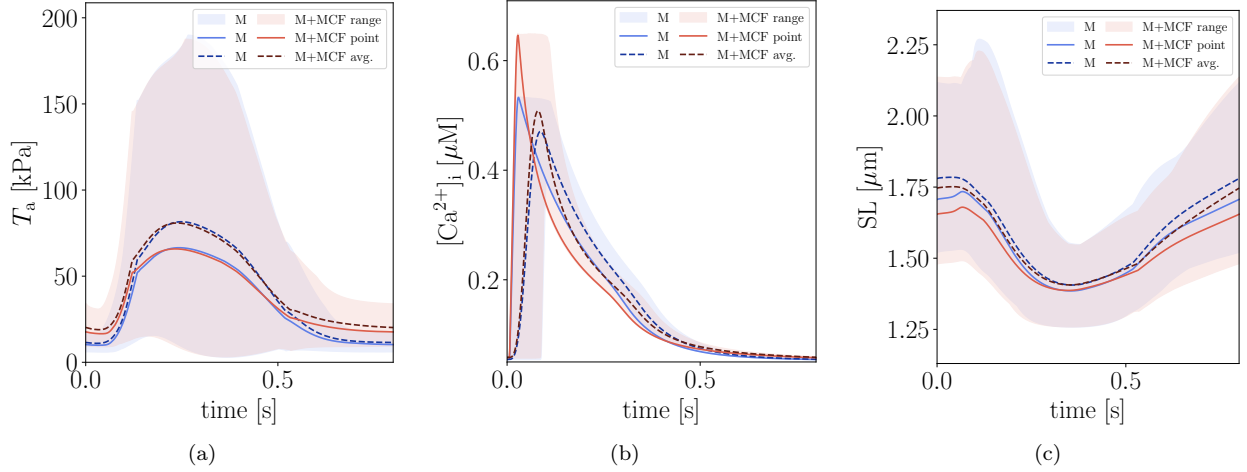 200
150
100
50
0
T_a [kPa]
M M+MCF range
M M+MCF point
M M+MCF avg.
0.0 0.5
time [s]
(a)
0.6
0.4
0.2
[Ca²⁺]_i [μM]
M M+MCF range
M M+MCF point
M M+MCF avg.
0.0 0.5
time [s]
(b)
2.25
2.00
1.75
1.50
1.25
SL [μm]
M M+MCF range
M M+MCF point
M M+MCF avg.
0.0 0.5
time [s]
(c)